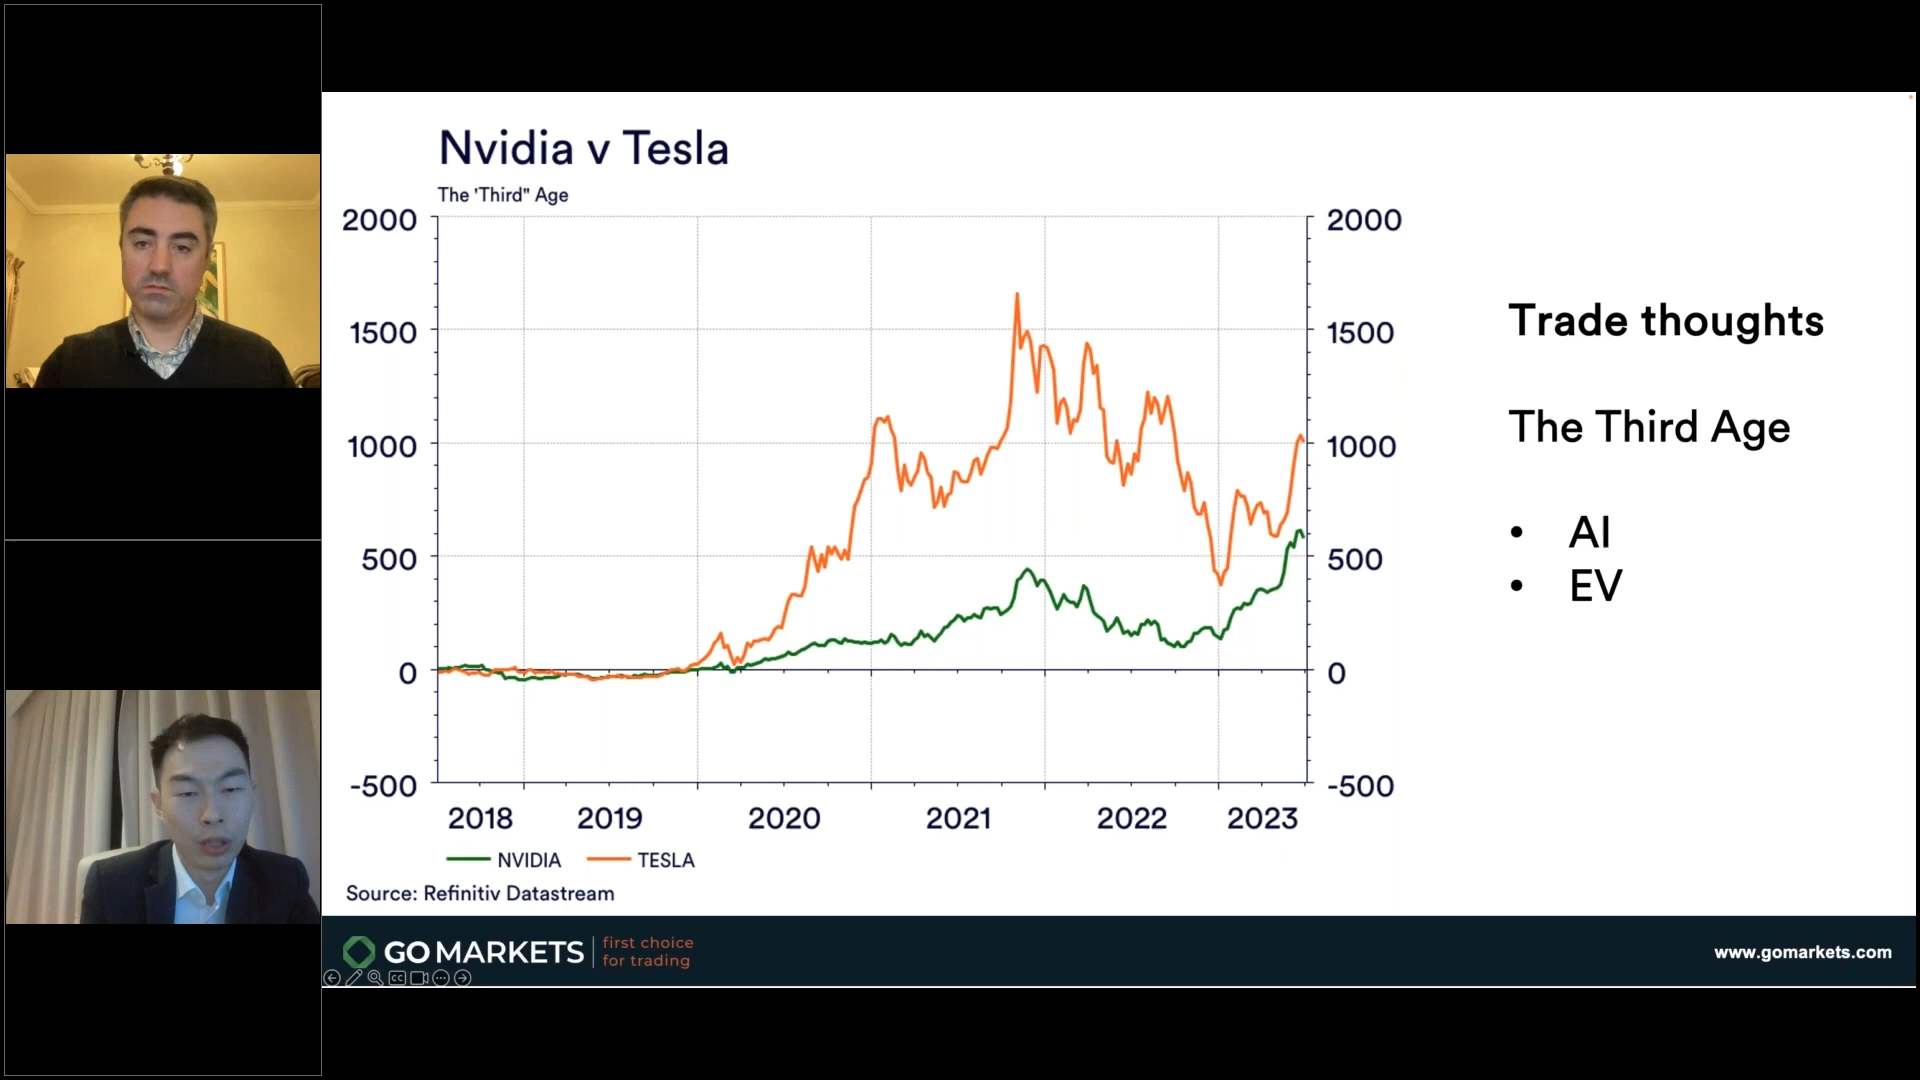 Nvidia v Tesla
The 'Third" Age
2000
1500
1000
500
0
-500
2000
1500
1000
500
0
-500
2018 2019 2020 2021 2022 2023
NVIDIA TESLA
Source: Refinitiv Datastream
Trade thoughts
The Third Age
• AI
• EV
GO MARKETS
first choice
for trading
CC
www.gomarkets.com